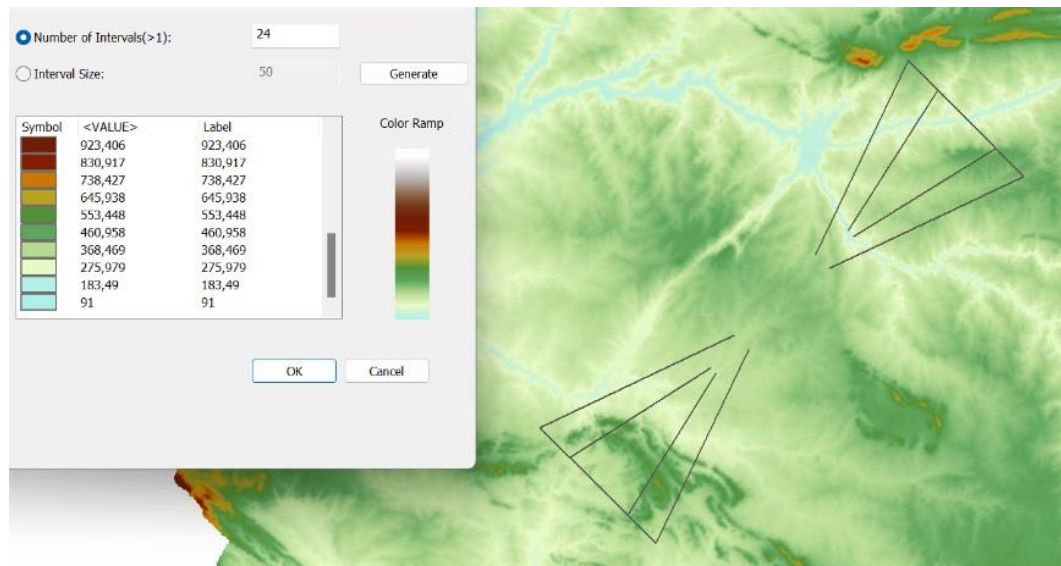 Number of Intervals(>1): 24
Interval Size: 50 Generate
Symbol <VALUE> Label Color Ramp
923,406 923,406
830,917 830,917
738,427 738,427
645,938 645,938
553,448 553,448
460,958 460,958
368,469 368,469
275,979 275,979
183,49 183,49
91 91
OK Cancel